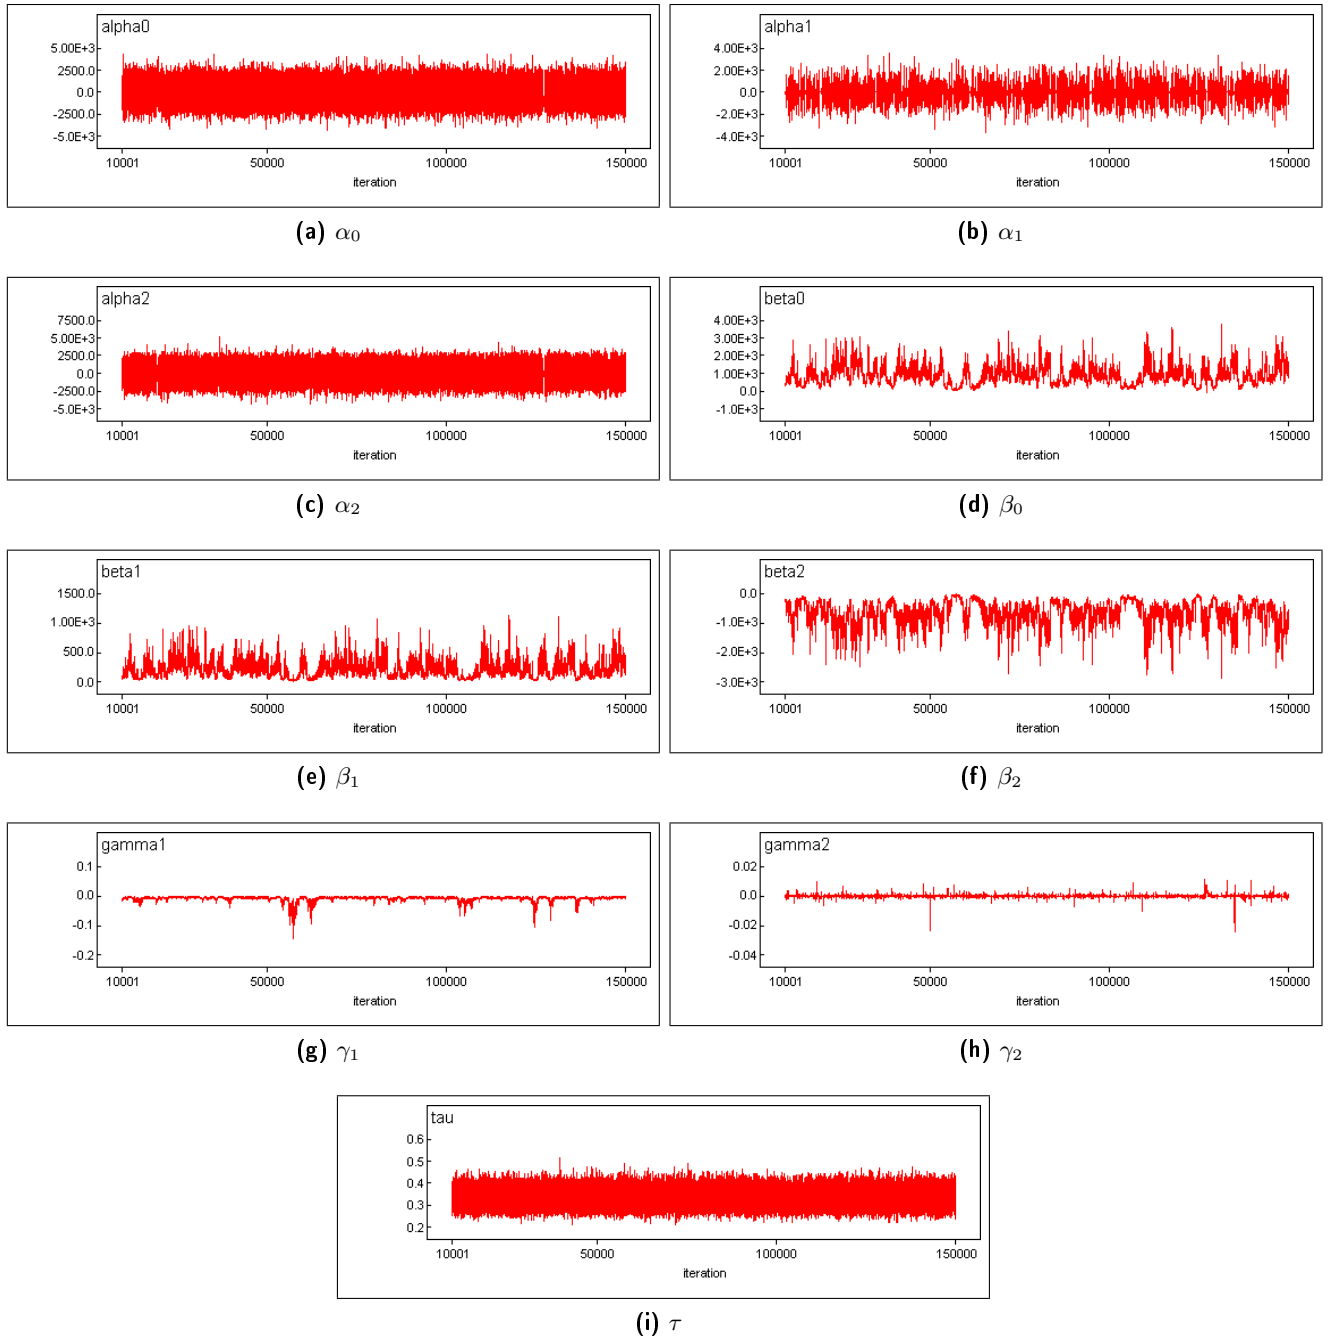 alpha0
5.00E+3
2500.0
0.0
-2500.0
-5.0E+3
10001 50000 100000 150000
iteration
(a) α₀
alpha1
4.00E+3
2.00E+3
0.0
-2.0E+3
-4.0E+3
10001 50000 100000 150000
iteration
(b) α₁
alpha2
7500.0
5.00E+3
2500.0
0.0
-2500.0
-5.0E+3
10001 50000 100000 150000
iteration
(c) α₂
beta0
4.00E+3
3.00E+3
2.00E+3
1.00E+3
0.0
-1.0E+3
10001 50000 100000 150000
iteration
(d) β₀
beta1
1500.0
1.00E+3
500.0
0.0
10001 50000 100000 150000
iteration
(e) β₁
beta2
0.0
-1.0E+3
-2.0E+3
-3.0E+3
10001 50000 100000 150000
iteration
(f) β₂
gamma1
0.1
0.0
-0.1
-0.2
10001 50000 100000 150000
iteration
(g) γ₁
gamma2
0.02
0.0
-0.02
-0.04
10001 50000 100000 150000
iteration
(h) γ₂
tau
0.6
0.5
0.4
0.3
0.2
10001 50000 100000 150000
iteration
(i) τ